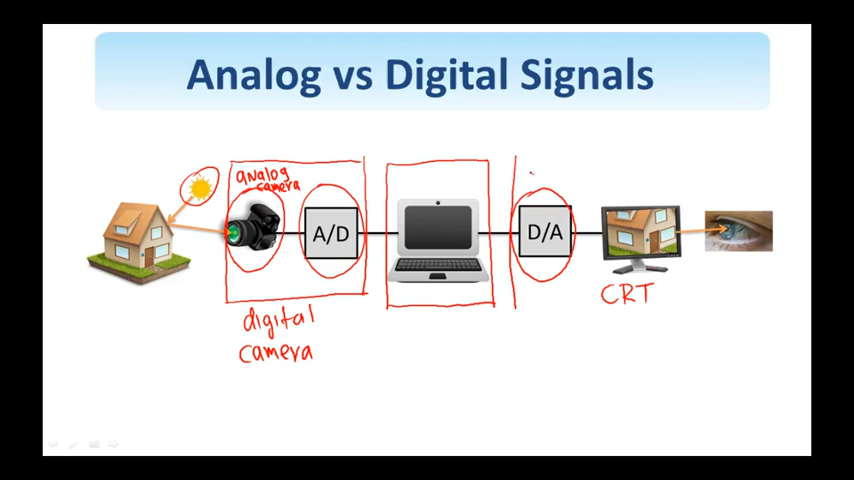 Analog vs Digital Signals
analog
camera
A/D
D/A
CRT
digital
camera